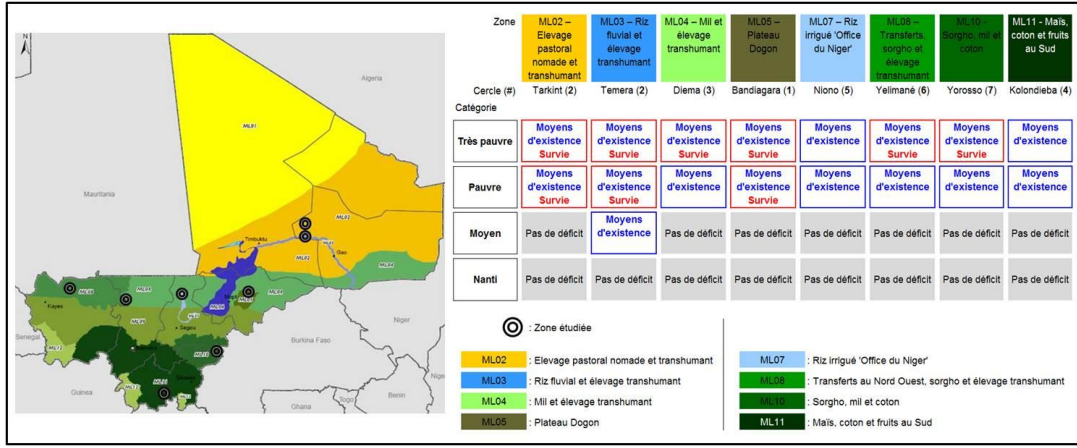 Zone
ML02 –
Elevage
pastoral
nomade et
transhumant
ML03 – Riz
fluvial et
élevage
transhumant
ML04 – Mil et
élevage
transhumant
ML05 –
Plateau
Dogon
ML07 – Riz
irrigué 'Office
du Niger'
ML08 –
Transferts,
sorgho et
élevage
transhumant
ML10 –
Sorgho, mil et
coton
ML11 - Maïs,
coton et fruits
au Sud
Cercle (#) Tarkint (2) Temera (2) Diema (3) Bandiagara (1) Niono (5) Yelimané (6) Yorosso (7) Kolondieba (4)
Catégorie
Très pauvre
Moyens
d'existence
Survie
Moyens
d'existence
Survie
Moyens
d'existence
Survie
Moyens
d'existence
Survie
Moyens
d'existence
Moyens
d'existence
Survie
Moyens
d'existence
Survie
Moyens
d'existence
Pauvre
Moyens
d'existence
Survie
Moyens
d'existence
Survie
Moyens
d'existence
Moyens
d'existence
Survie
Moyens
d'existence
Moyens
d'existence
Moyens
d'existence
Moyens
d'existence
Moyen
Pas de déficit
Moyens
d'existence
Pas de déficit Pas de déficit Pas de déficit Pas de déficit Pas de déficit Pas de déficit
Nanti
Pas de déficit Pas de déficit Pas de déficit Pas de déficit Pas de déficit Pas de déficit Pas de déficit Pas de déficit
: Zone étudiée
ML02 : Elevage pastoral nomade et transhumant
ML03 : Riz fluvial et élevage transhumant
ML04 : Mil et élevage transhumant
ML05 : Plateau Dogon
ML07 : Riz irrigué 'Office du Niger'
ML08 : Transferts au Nord Ouest, sorgho et élevage transhumant
ML10 : Sorgho, mil et coton
ML11 : Maïs, coton et fruits au Sud
N
Algeria
ML01
Mauritania
Timbuktu
Gao
ML02
ML04
Kayes
Segou
Senegal
Burkina Faso
Niger
Guinea
Ghana
Togo
Benin